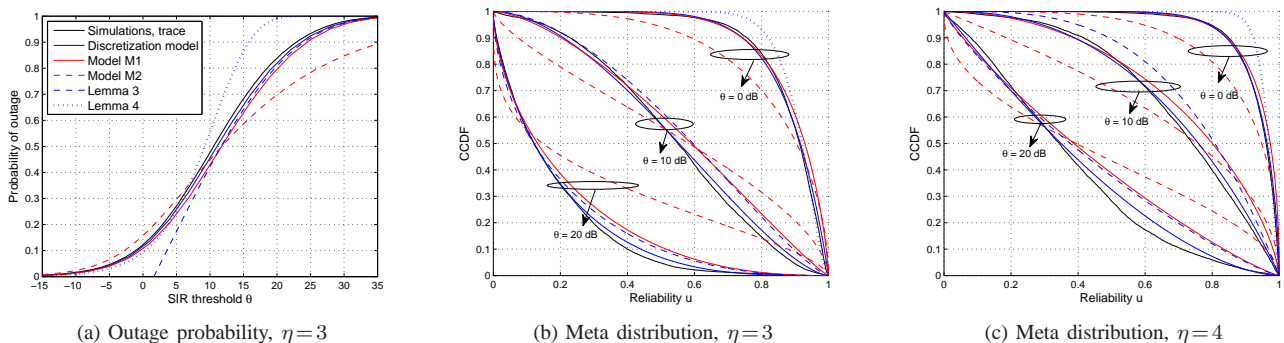 Probability of outage
1
0.9
0.8
0.7
0.6
0.5
0.4
0.3
0.2
0.1
0
Simulations, trace
Discretization model
Model M1
Model M2
Lemma 3
Lemma 4
−15 −10 −5 0 5 10 15 20 25 30 35
SIR threshold θ
(a) Outage probability, η=3
CCDF
1
0.9
0.8
0.7
0.6
0.5
0.4
0.3
0.2
0.1
0
θ = 0 dB
θ = 10 dB
θ = 20 dB
0 0.2 0.4 0.6 0.8 1
Reliability u
(b) Meta distribution, η=3
CCDF
1
0.9
0.8
0.7
0.6
0.5
0.4
0.3
0.2
0.1
0
θ = 0 dB
θ = 10 dB
θ = 20 dB
0 0.2 0.4 0.6 0.8 1
Reliability u
(c) Meta distribution, η=4